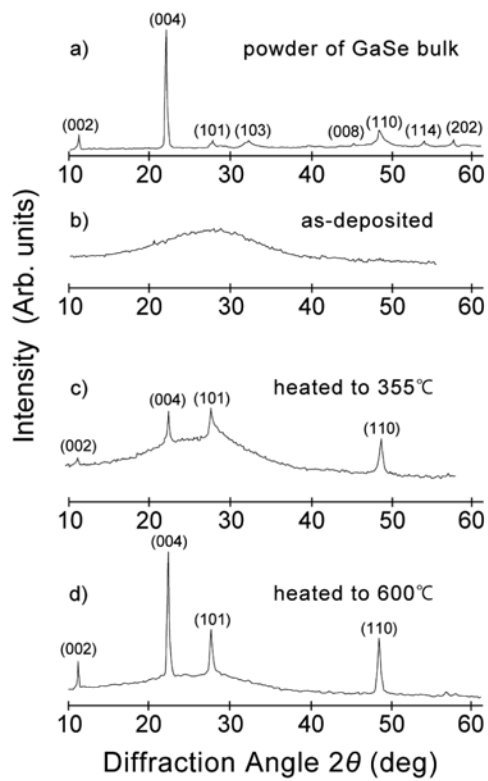 (004)
a) powder of GaSe bulk
(002) (101) (103) (008) (110) (114) (202)
10 20 30 40 50 60
b) as-deposited
10 20 30 40 50 60
c) heated to 355℃
(002) (004) (101) (110)
10 20 30 40 50 60
(004)
d) heated to 600℃
(002) (101) (110)
10 20 30 40 50 60
Diffraction Angle 2θ (deg)
Intensity (Arb. units)